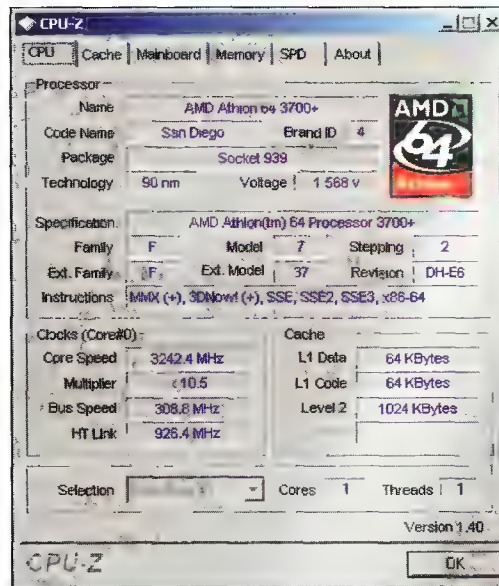 CPU-Z
CPU Cache Mainboard Memory SPD About
Processor
Name AMD Athlon 64 3700+
Code Name San Diego Brand ID 4
Package Socket 939
Technology 90 nm Voltage 1.568 v
AMD
64
Specification AMD Athlon(tm) 64 Processor 3700+
Family F Model 7 Stepping 2
Ext. Family F Ext. Model 37 Revision DH-E6
Instructions MMX (+), 3DNow! (+), SSE, SSE2, SSE3, x86-64
Clocks (Core#0)
Core Speed 3242.4 MHz
Multiplier x 10.5
Bus Speed 308.8 MHz
HT Link 926.4 MHz
Cache
L1 Data 64 KBytes
L1 Code 64 KBytes
Level 2 1024 KBytes
Selection Cores 1 Threads 1
Version 1.40
CPU-Z OK